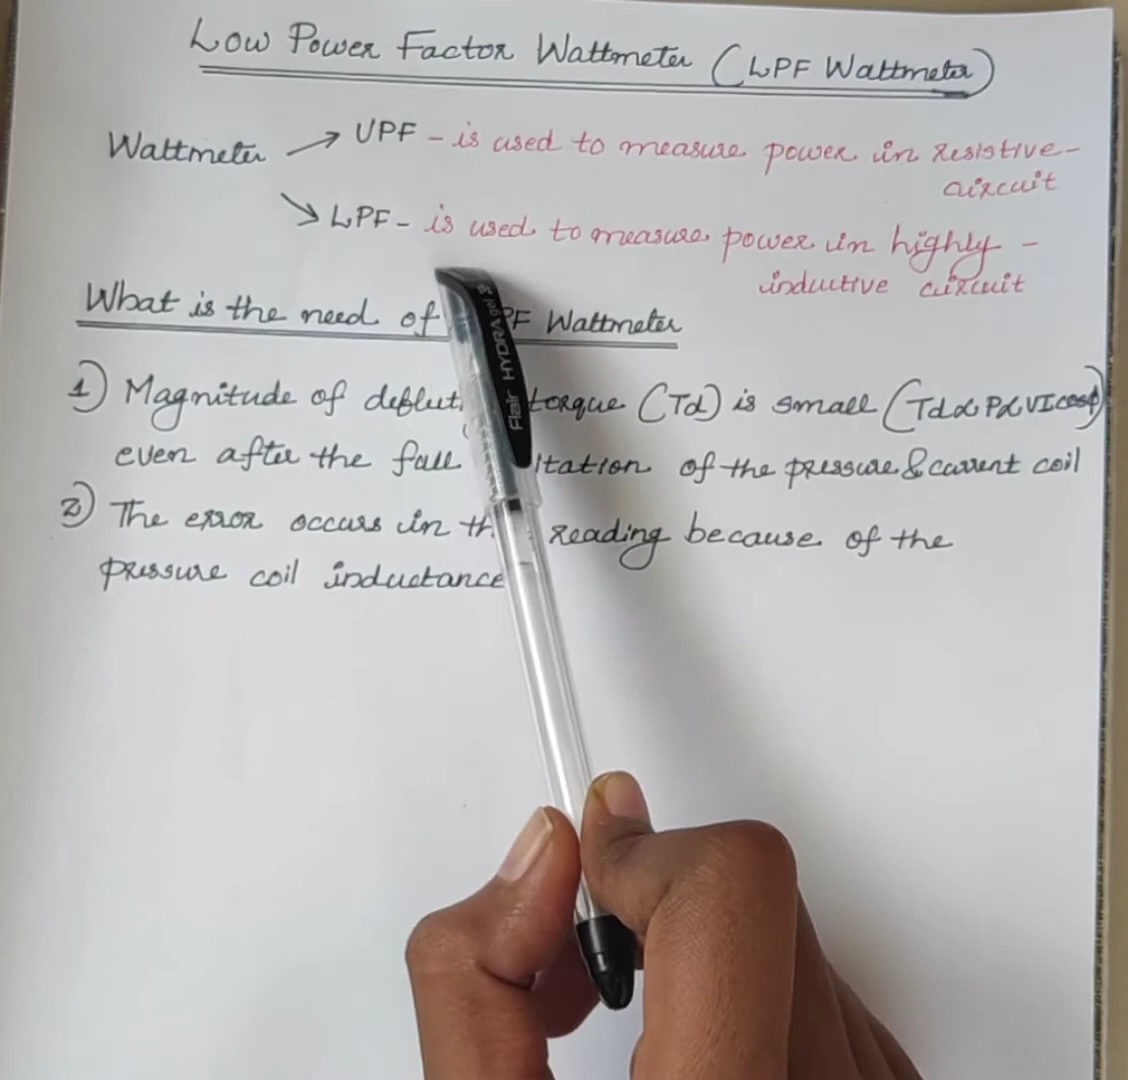 Low Power Factor Wattmeter (LPF Wattmeter)
Wattmeter → UPF - is used to measure power in resistive-
circuit
↘ LPF - is used to measure power in highly -
inductive circuit
What is the need of PF Wattmeter
1) Magnitude of torque (Td) is small (Td∝P∝VIcosϕ)
even after the full of the pressure & current coil
2) The error occurs in reading because of the
pressure coil inductance
Flair HYDRA gel